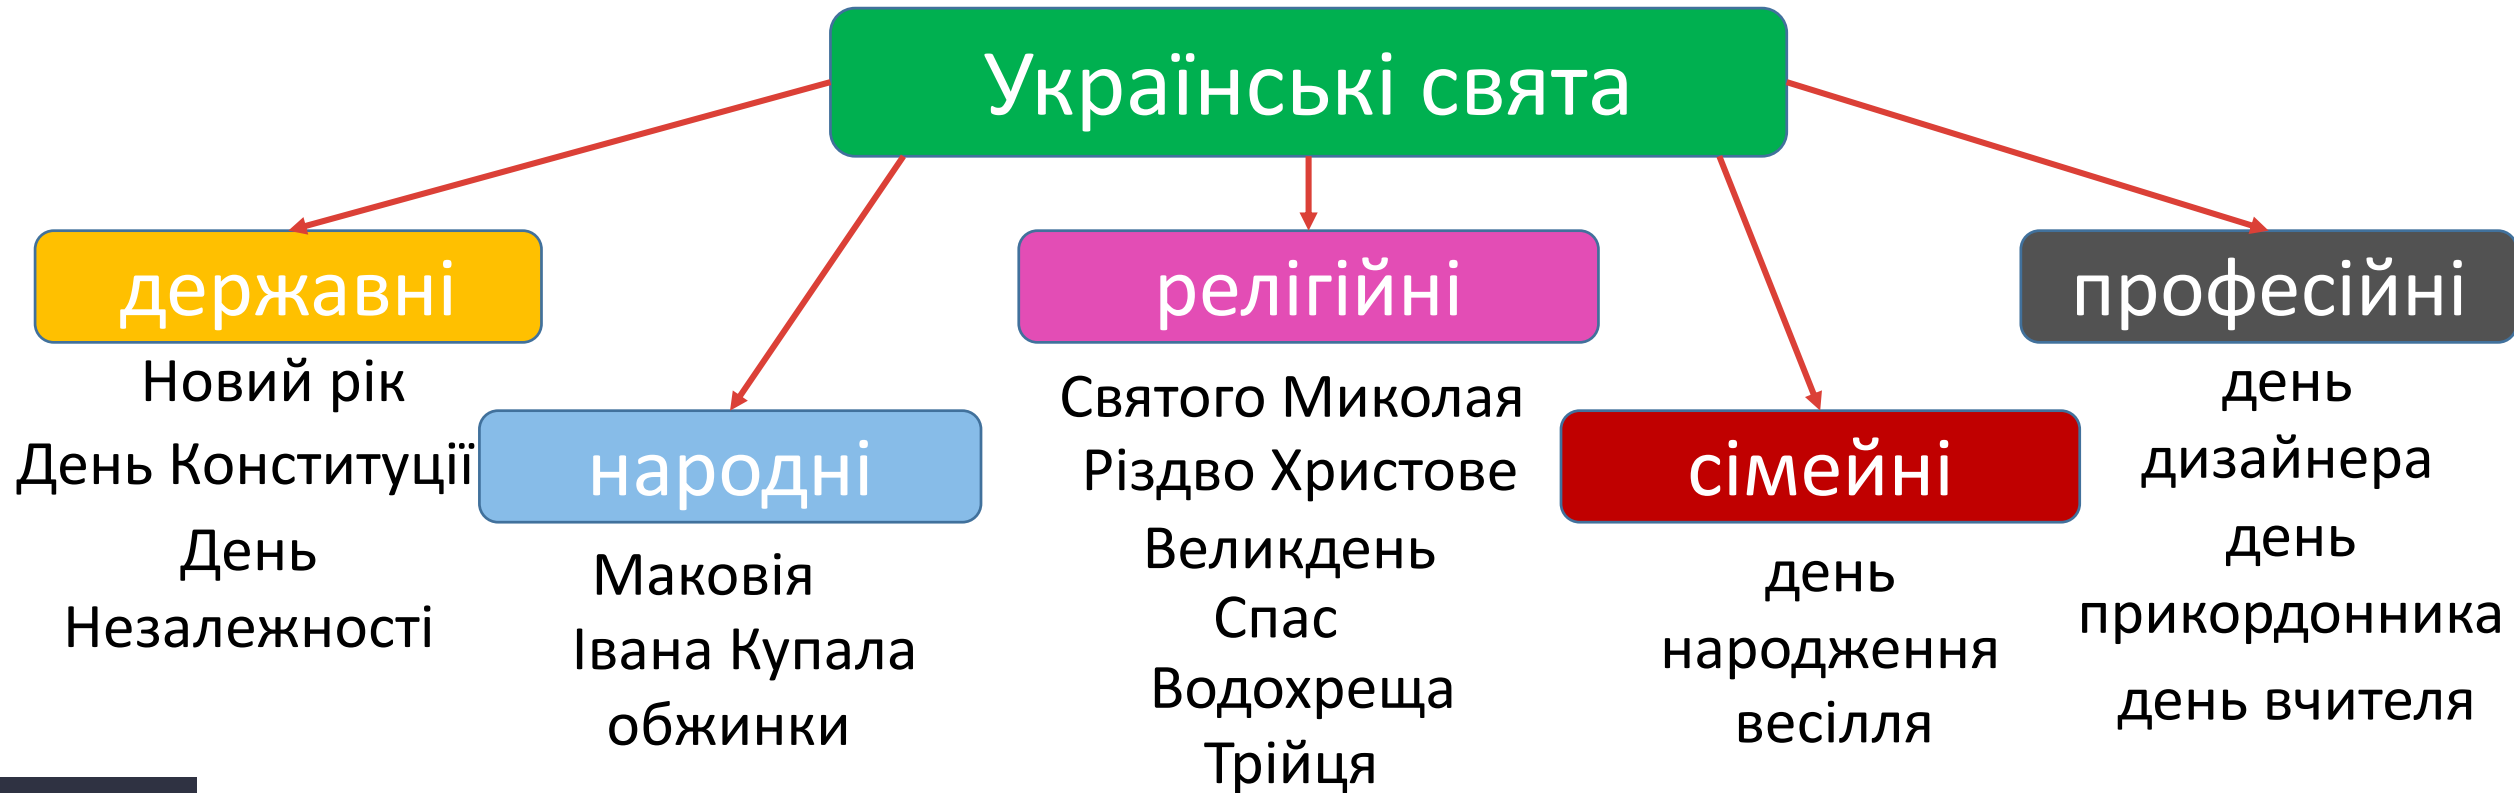 Українські свята
державні
Новий рік
День Конституції
День
Незалежності
народні
Маковія
Івана Купала
обжинки
релігійні
Святого Миколая
Різдво Христове
Великдень
Спас
Водохреща
Трійця
сімейні
день
народження
весілля
професійні
день
дизайнера
день
прикордонника
день вчителя